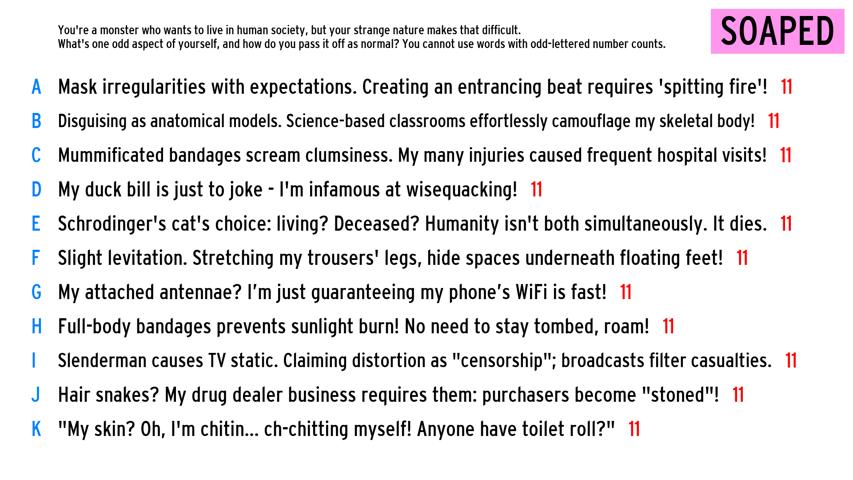 You're a monster who wants to live in human society, but your strange nature makes that difficult.
What's one odd aspect of yourself, and how do you pass it off as normal? You cannot use words with odd-lettered number counts.
SOAPED
A Mask irregularities with expectations. Creating an entrancing beat requires 'spitting fire'! 11
B Disguising as anatomical models. Science-based classrooms effortlessly camouflage my skeletal body! 11
C Mummificated bandages scream clumsiness. My many injuries caused frequent hospital visits! 11
D My duck bill is just to joke - I'm infamous at wisequacking! 11
E Schrodinger's cat's choice: living? Deceased? Humanity isn't both simultaneously. It dies. 11
F Slight levitation. Stretching my trousers' legs, hide spaces underneath floating feet! 11
G My attached antennae? I’m just guaranteeing my phone’s WiFi is fast! 11
H Full-body bandages prevents sunlight burn! No need to stay tombed, roam! 11
I Slenderman causes TV static. Claiming distortion as "censorship"; broadcasts filter casualties. 11
J Hair snakes? My drug dealer business requires them: purchasers become "stoned"! 11
K "My skin? Oh, I'm chitin... ch-chitting myself! Anyone have toilet roll?" 11